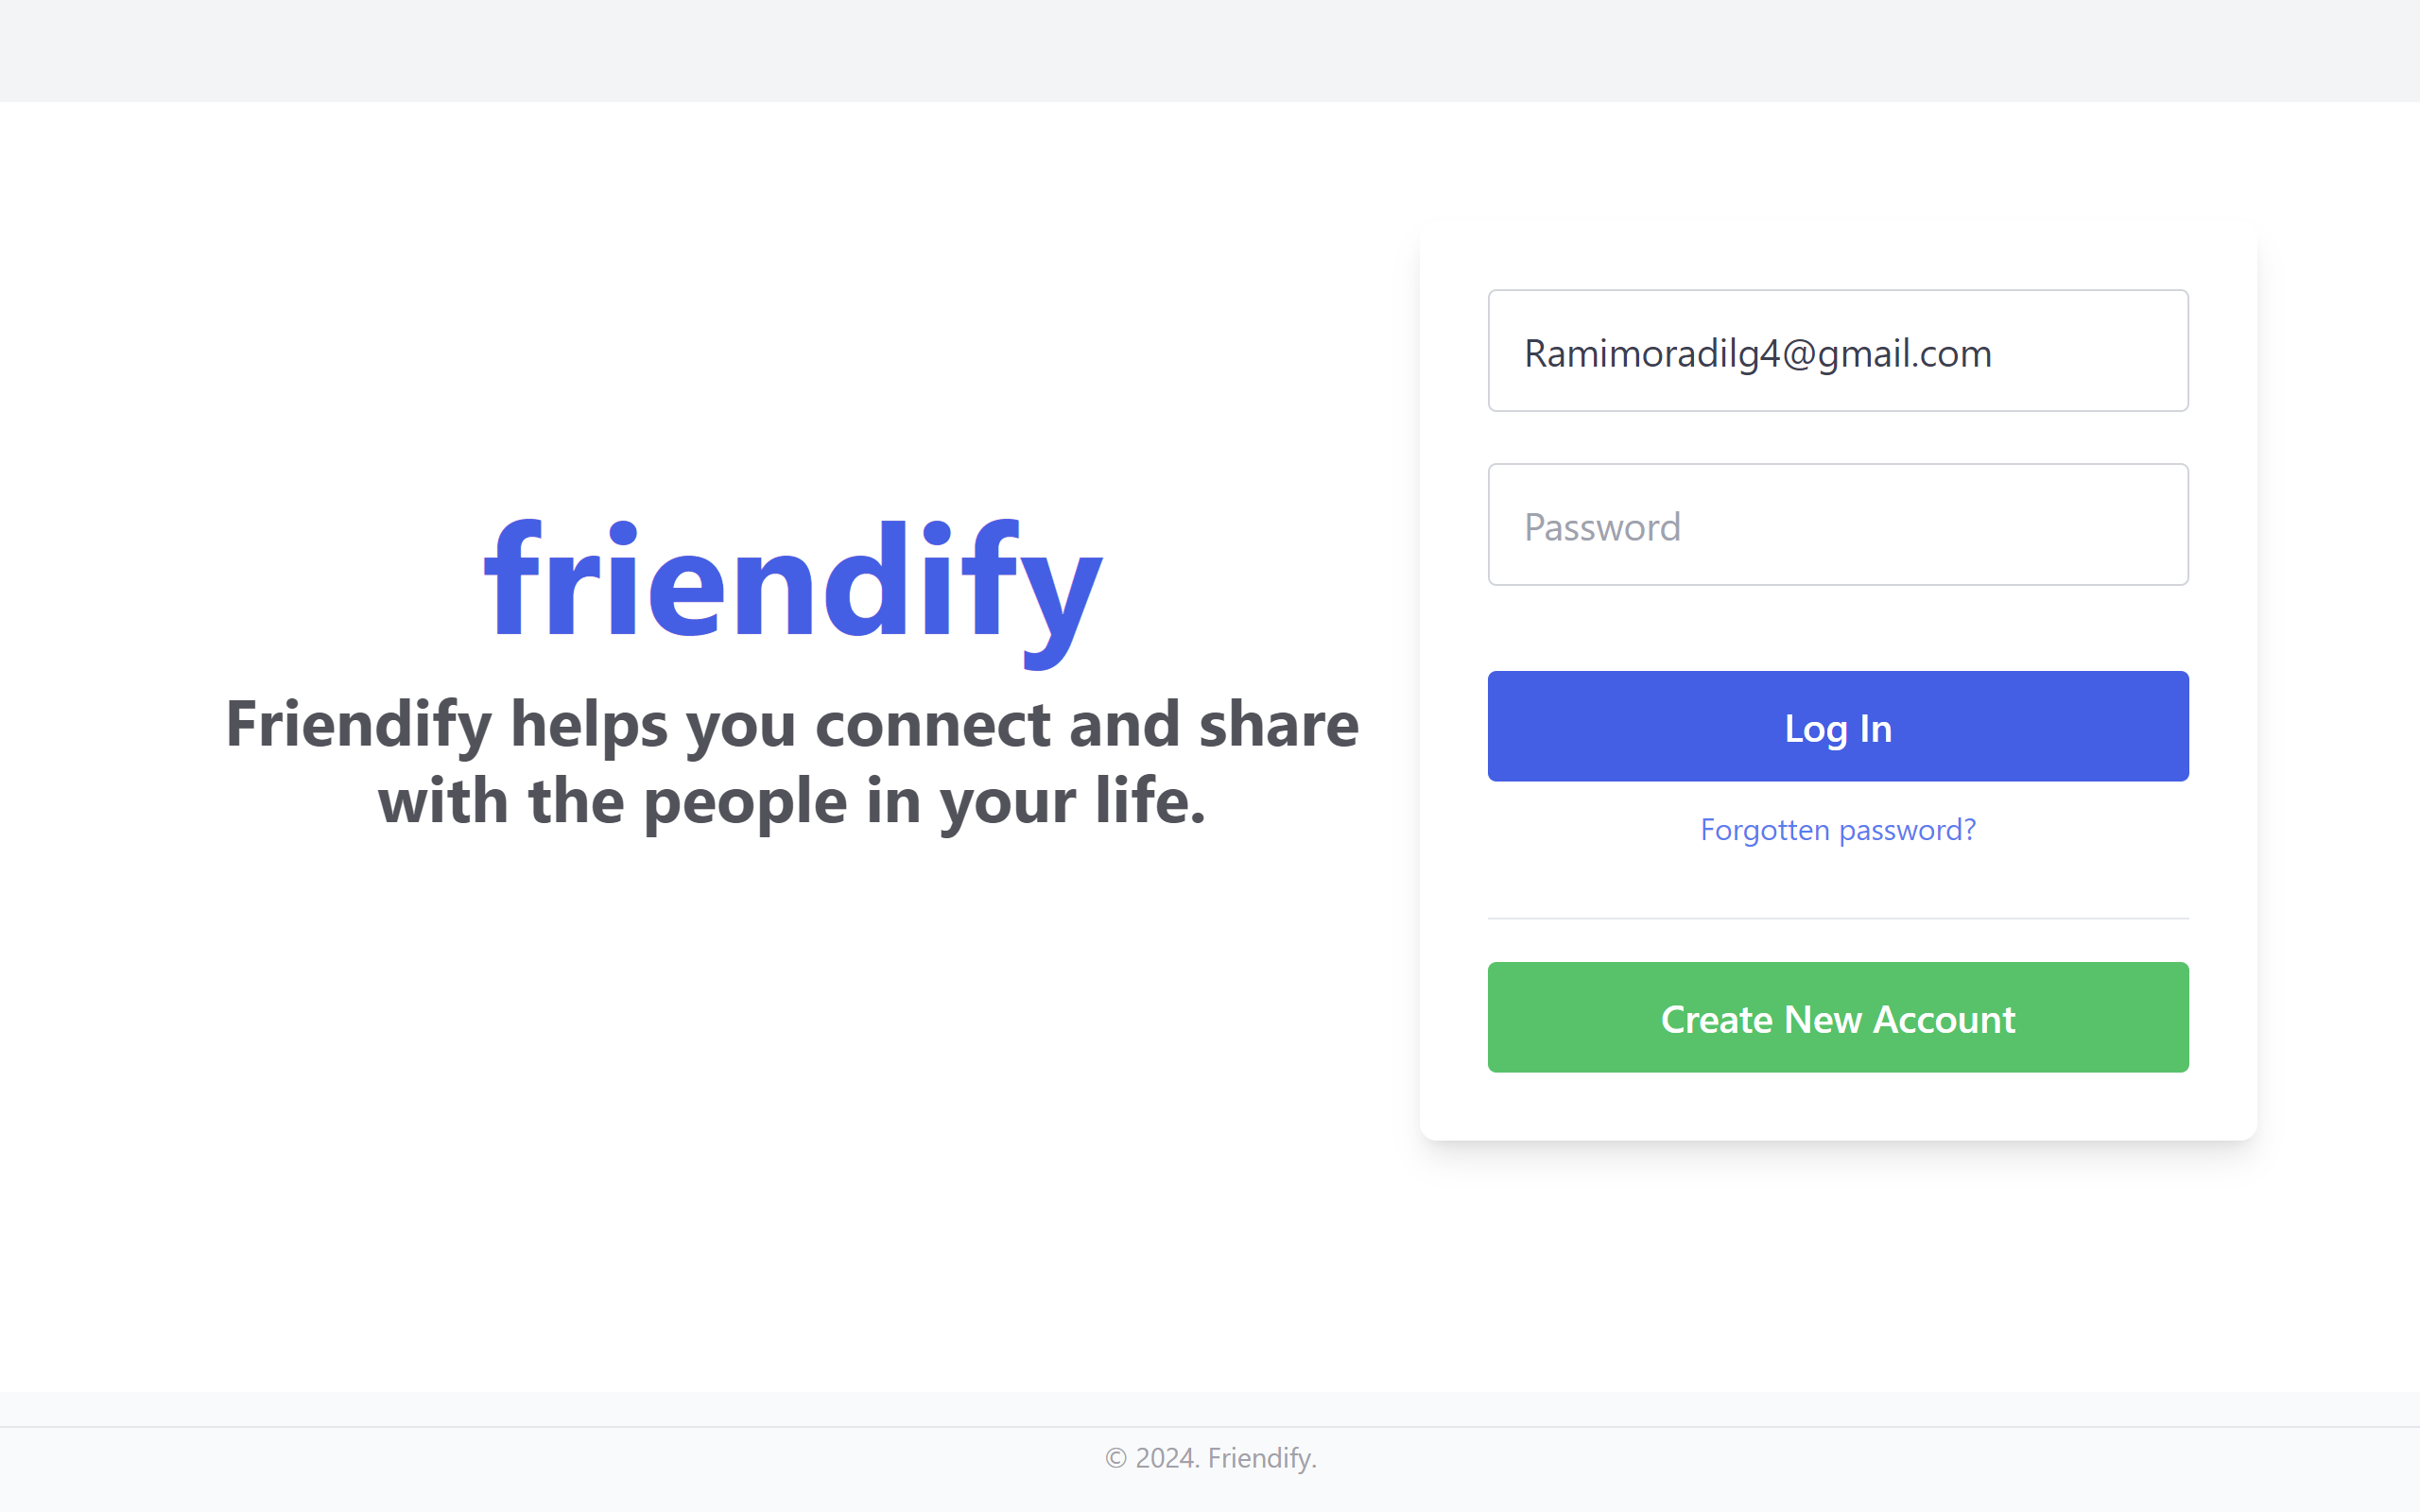 friendify
Friendify helps you connect and share
with the people in your life.
Ramimoradilg4@gmail.com
Password
Log In
Forgotten password?
Create New Account
© 2024. Friendify.